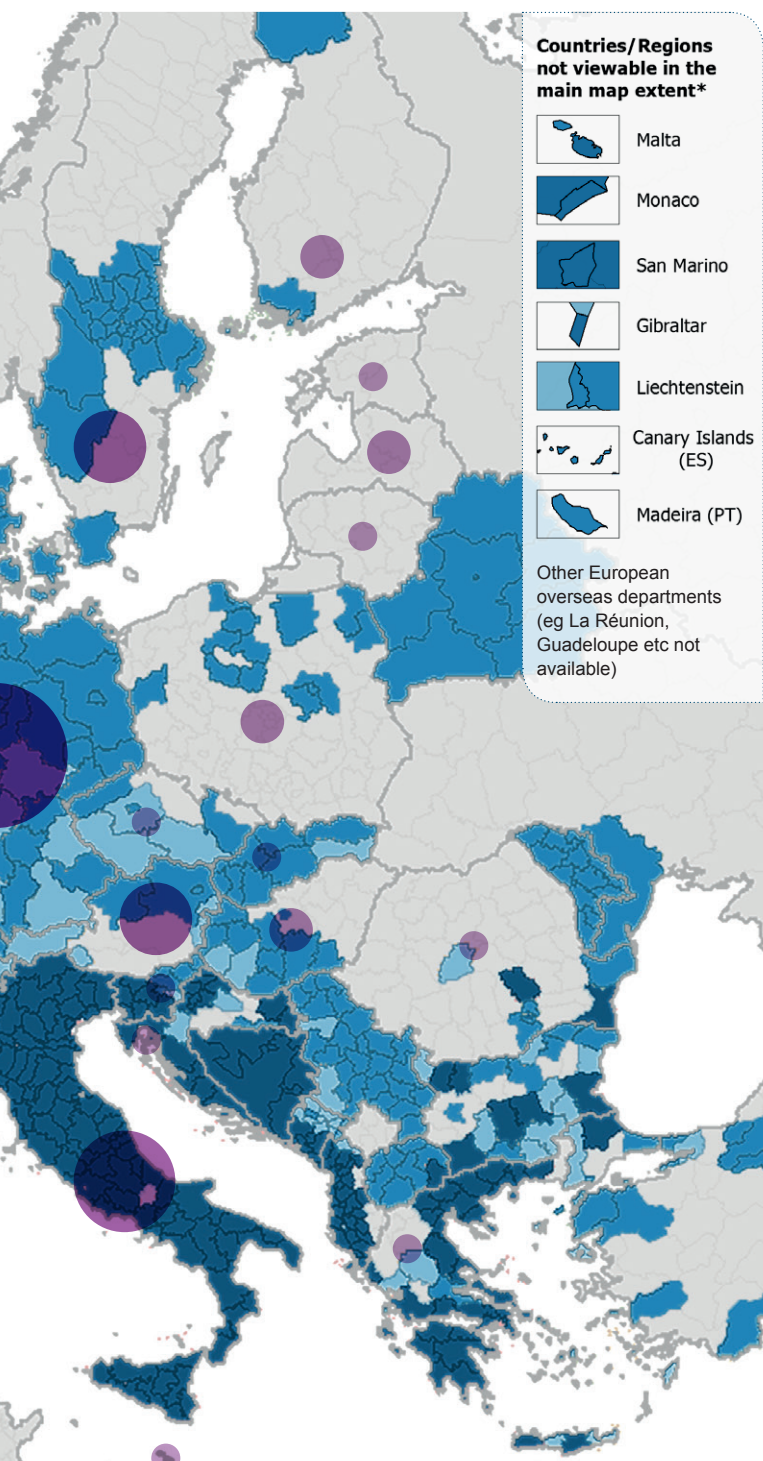 Countries/Regions
not viewable in the
main map extent*
Malta
Monaco
San Marino
Gibraltar
Liechtenstein
Canary Islands
(ES)
Madeira (PT)
Other European
overseas departments
(eg La Réunion,
Guadeloupe etc not
available)